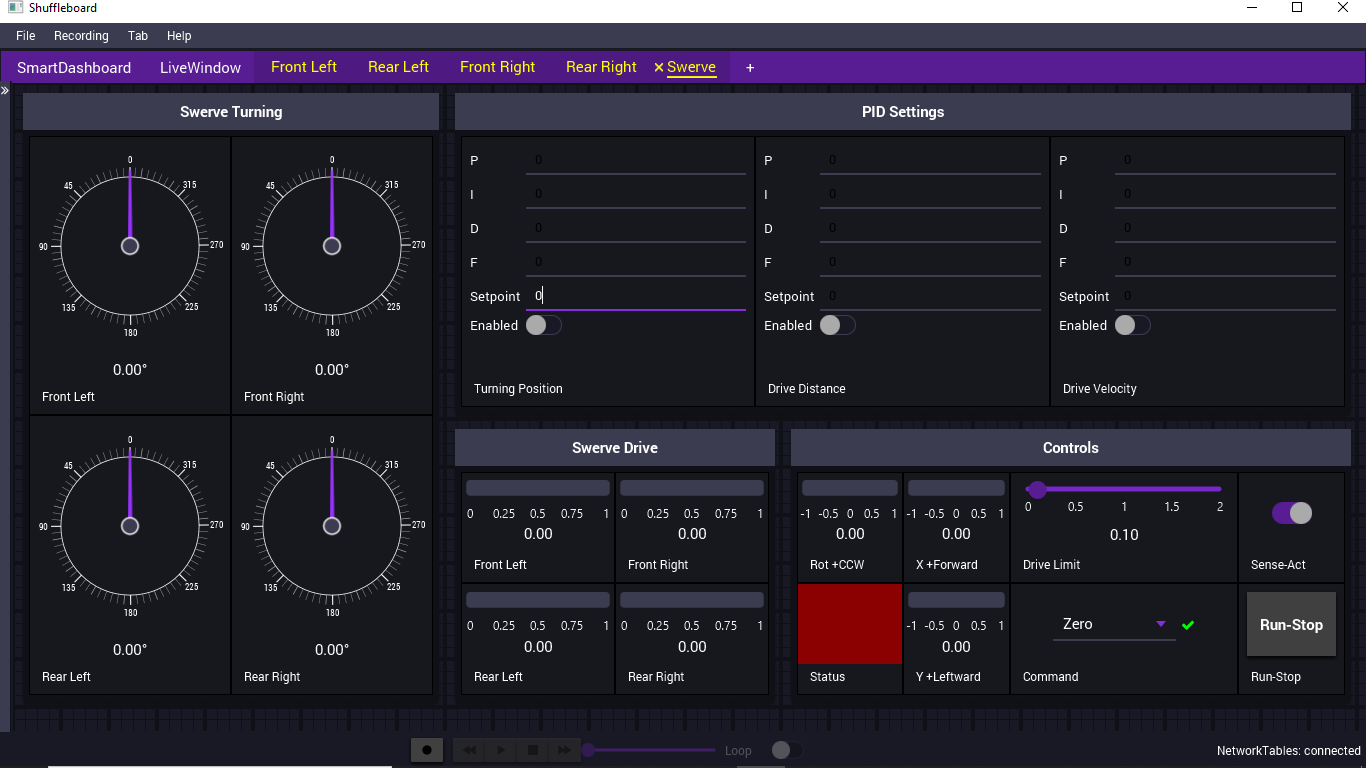 Shuffleboard
File Recording Tab Help
SmartDashboard LiveWindow Front Left Rear Left Front Right Rear Right Swerve +
Swerve Turning
0
45 315
90 270
135 225
180
0.00°
Front Left
0
45 315
90 270
135 225
180
0.00°
Front Right
0
45 315
90 270
135 225
180
0.00°
Rear Left
0
45 315
90 270
135 225
180
0.00°
Rear Right
PID Settings
P 0
I 0
D 0
F 0
Setpoint 0
Enabled
Turning Position
P 0
I 0
D 0
F 0
Setpoint 0
Enabled
Drive Distance
P 0
I 0
D 0
F 0
Setpoint 0
Enabled
Drive Velocity
Swerve Drive
0 0.25 0.5 0.75 1
0.00
Front Left
0 0.25 0.5 0.75 1
0.00
Front Right
0 0.25 0.5 0.75 1
0.00
Rear Left
0 0.25 0.5 0.75 1
0.00
Rear Right
Controls
-1 -0.5 0 0.5 1
0.00
Rot +CCW
-1 -0.5 0 0.5 1
0.00
X +Forward
0 0.5 1 1.5 2
0.10
Drive Limit
Sense-Act
Status
-1 -0.5 0 0.5 1
0.00
Y +Leftward
Zero
Command
Run-Stop
Run-Stop
Loop
NetworkTables: connected